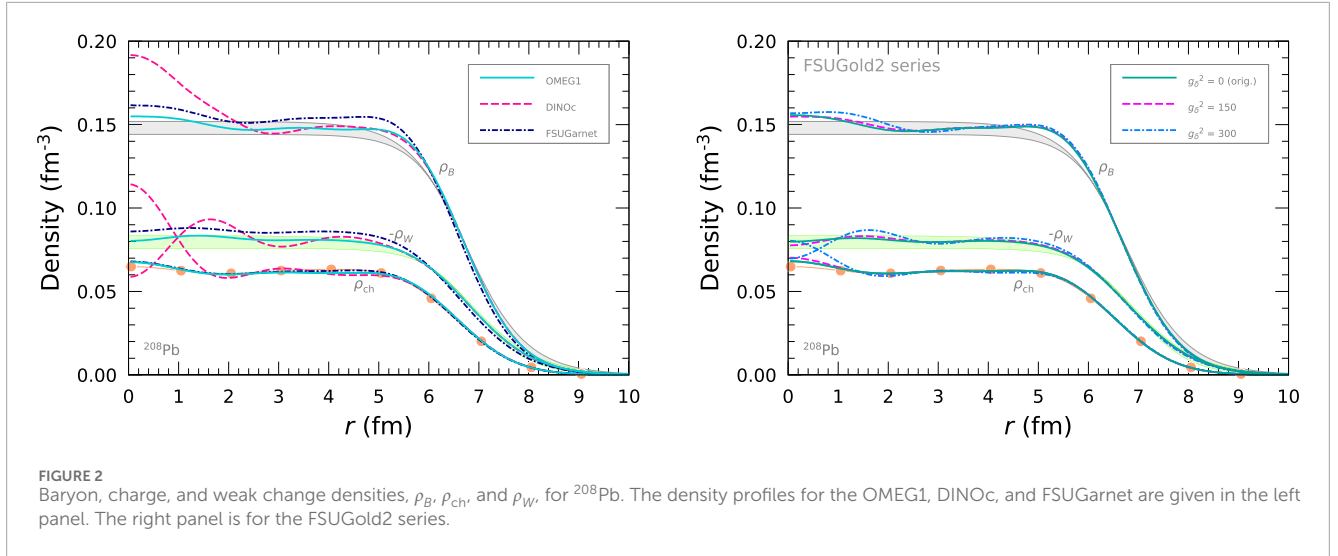 0.20
0.15
0.10
0.05
0.00
Density (fm⁻³)
OMEG1
DINOc
FSUGarnet
ρB
-ρW
ρch
²⁰⁸Pb
0 1 2 3 4 5 6 7 8 9 10
r (fm)
0.20
0.15
0.10
0.05
0.00
Density (fm⁻³)
FSUGold2 series
gδ² = 0 (orig.)
gδ² = 150
gδ² = 300
ρB
-ρW
ρch
²⁰⁸Pb
0 1 2 3 4 5 6 7 8 9 10
r (fm)
FIGURE 2
Baryon, charge, and weak change densities, ρB, ρch, and ρW, for ²⁰⁸Pb. The density profiles for the OMEG1, DINOc, and FSUGarnet are given in the left
panel. The right panel is for the FSUGold2 series.